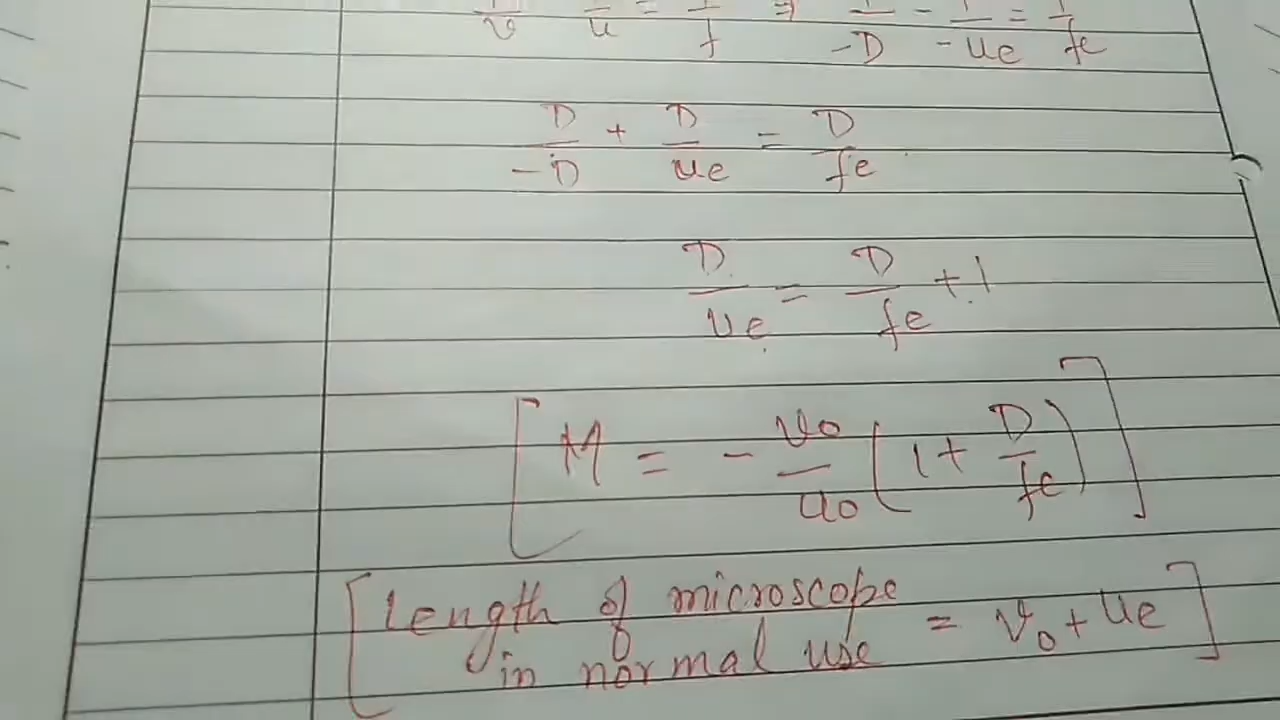 1/v 1/u = 1/f ⇒ 1/-D - 1/-ue = 1/fe
D/-D + D/ue = D/fe
D/ue = D/fe + 1
[M = - vo/uo (1 + D/fe)]
[Length of microscope
in normal use = vo + ue]